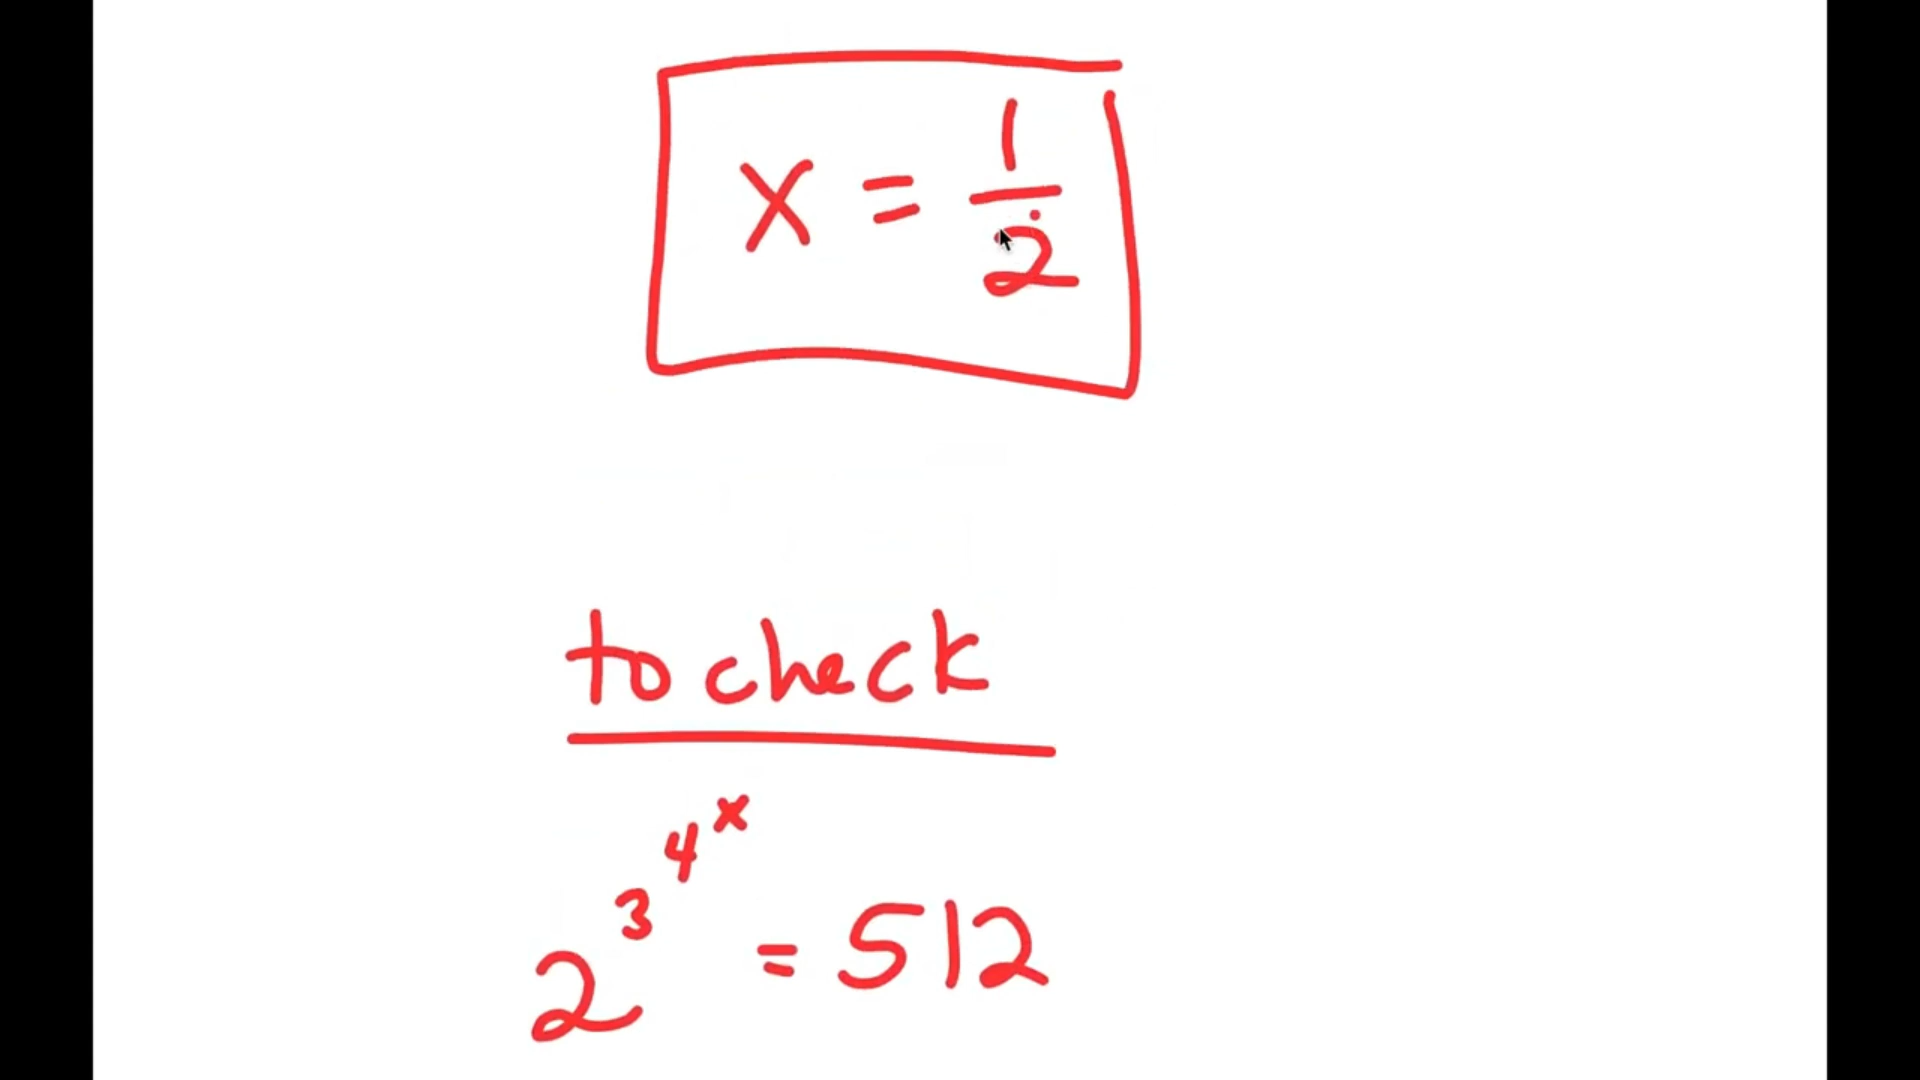 x = 1/2
to check
2^3^4^x = 512